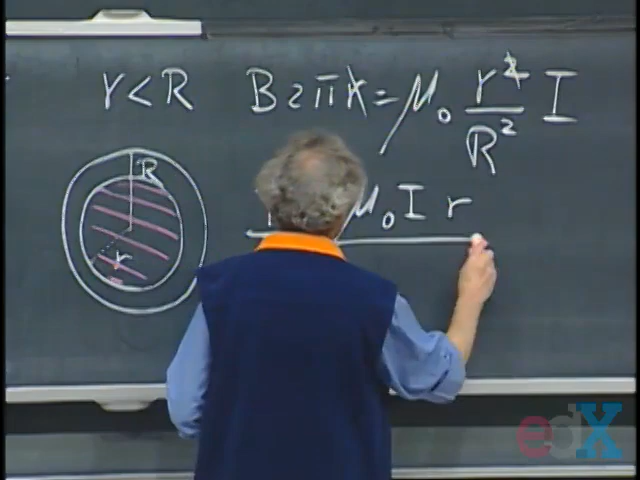 r < R B 2πr = μ₀ r²/R² I
R
μ₀ I r
r
edX